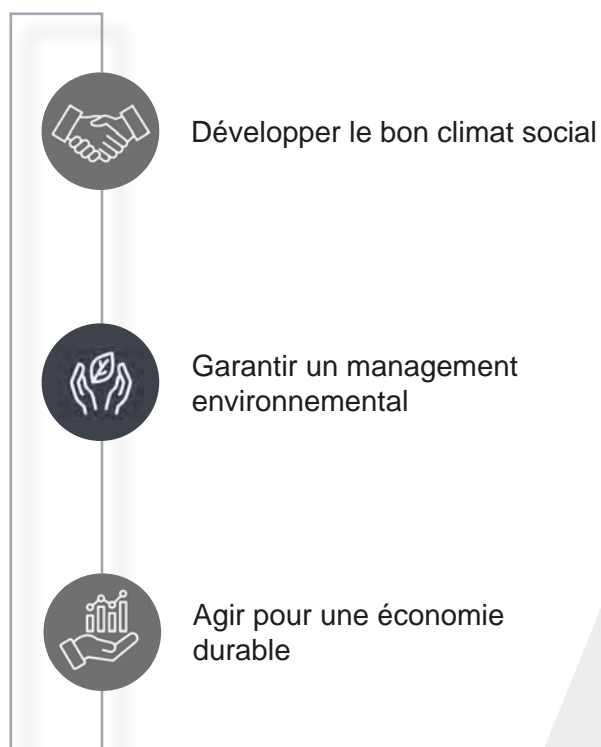 Développer le bon climat social
Garantir un management
environnemental
Agir pour une économie
durable